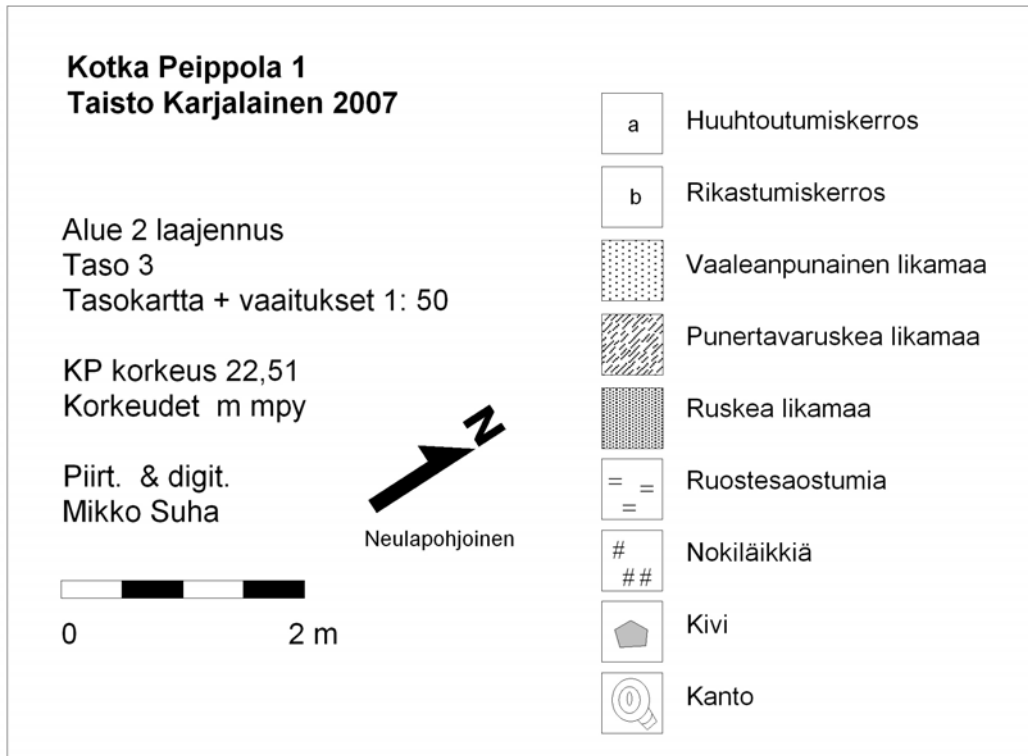 Kotka Peippola 1
Taisto Karjalainen 2007
Alue 2 laajennus
Taso 3
Tasokartta + vaaitukset 1: 50
KP korkeus 22,51
Korkeudet m mpy
Piirt. & digit.
Mikko Suha
N
Neulapohjoinen
0 2 m
a Huuhtoutumiskerros
b Rikastumiskerros
Vaaleanpunainen likamaa
Punertavaruskea likamaa
Ruskea likamaa
= = = Ruostesaostumia
# ## Nokiläikkiä
Kivi
Kanto